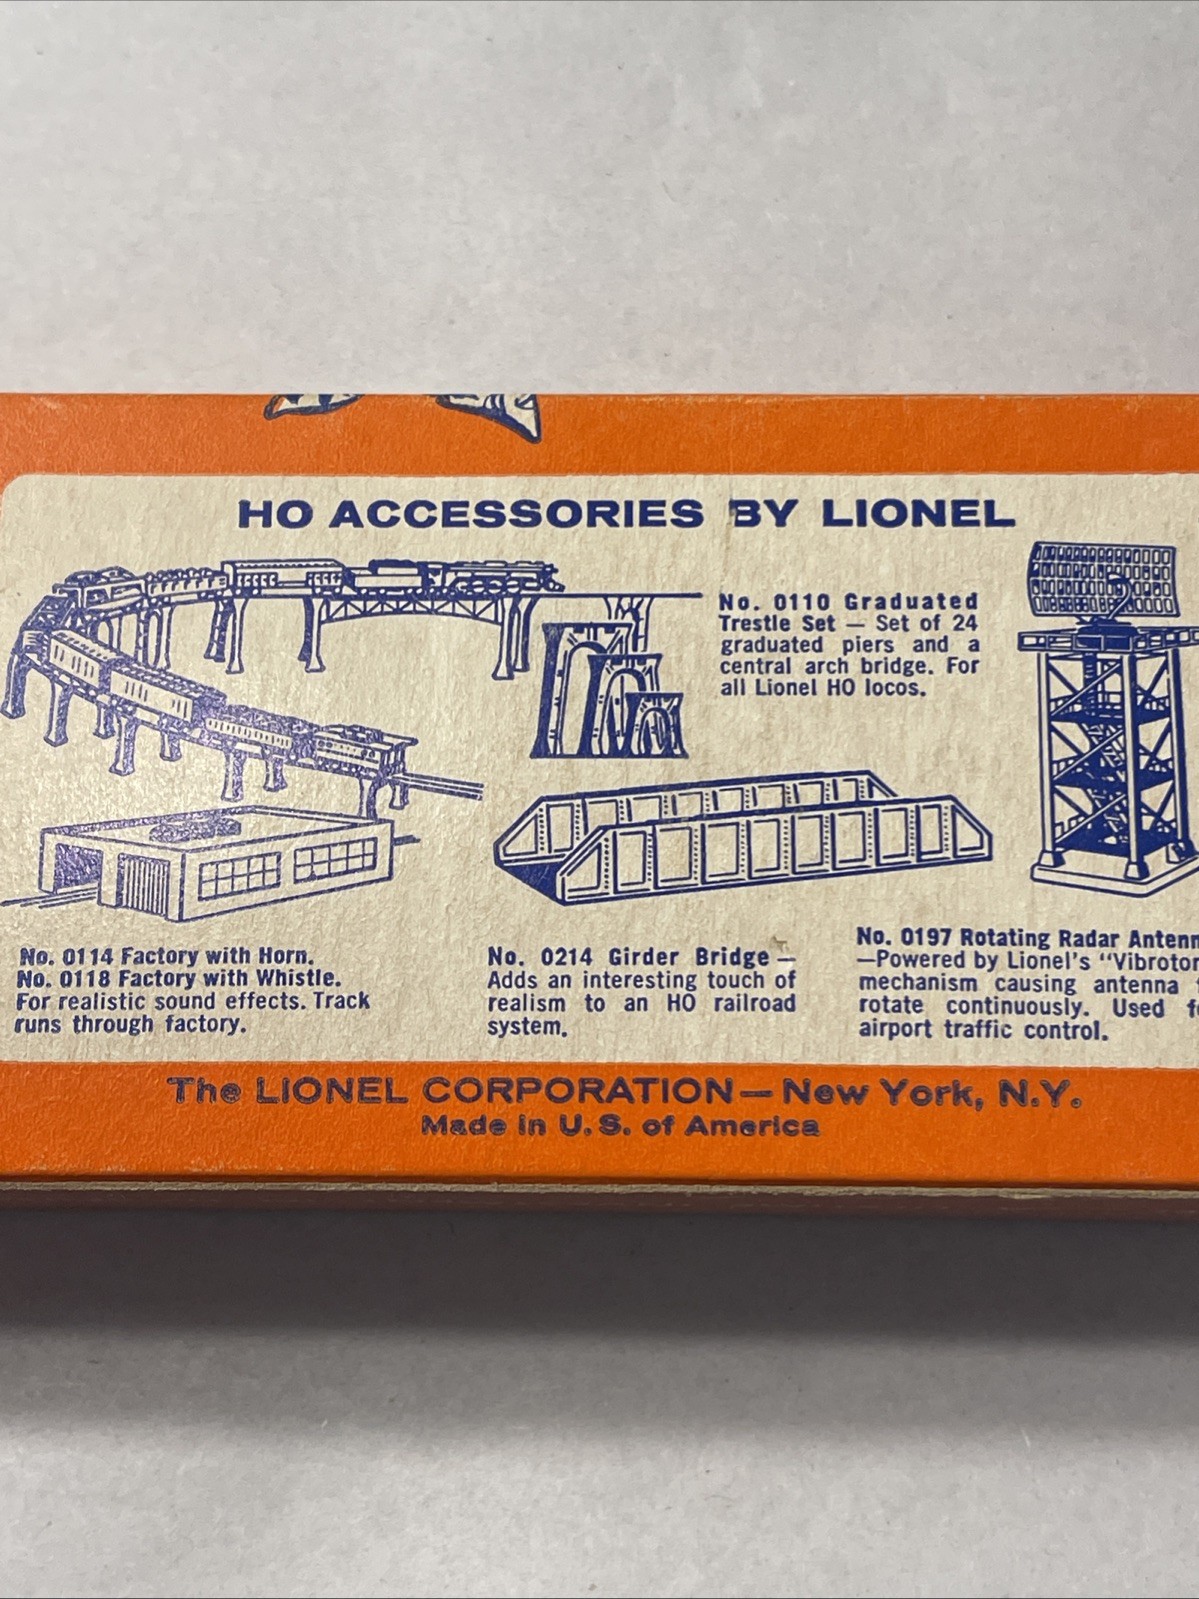 HO ACCESSORIES BY LIONEL
No. 0110 Graduated
Trestle Set — Set of 24
graduated piers and a
central arch bridge. For
all Lionel HO locos.
No. 0114 Factory with Horn.
No. 0118 Factory with Whistle.
For realistic sound effects. Track
runs through factory.
No. 0214 Girder Bridge —
Adds an interesting touch of
realism to an HO railroad
system.
No. 0197 Rotating Radar
—Powered by Lionel's
mechanism causing antenna
rotate continuously. Used
airport traffic control.
The LIONEL CORPORATION—New York, N.Y.
Made in U.S. of America